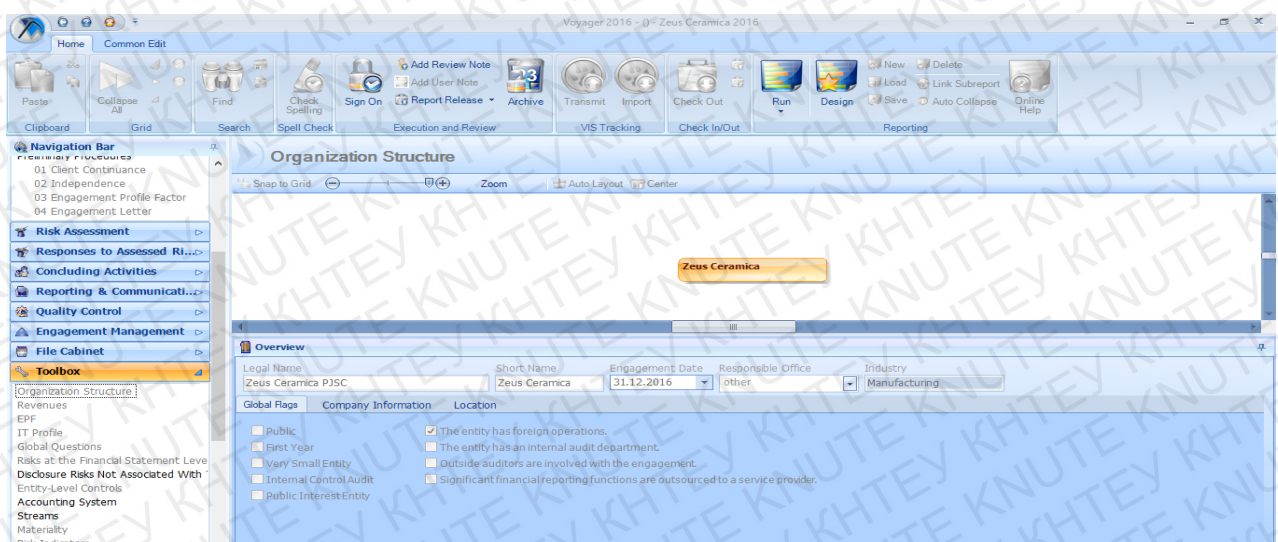 Voyager 2016 - () - Zeus Ceramica 2016
Home Common Edit
Paste
Collapse All
Find
Check Spelling
Sign On
Add Review Note
Add User Note
Report Release
Archive
Transmit
Import
Check Out
Run
Design
New
Load
Save
Delete
Link Subreport
Auto Collapse
Online Help
Clipboard Grid Search Spell Check Execution and Review VIS Tracking Check In/Out Reporting
Navigation Bar
Preliminary Procedures
01 Client Continuance
02 Independence
03 Engagement Profile Factor
04 Engagement Letter
Risk Assessment
Responses to Assessed Ri...
Concluding Activities
Reporting & Communicati...
Quality Control
Engagement Management
File Cabinet
Toolbox
Organization Structure
Revenues
EPF
IT Profile
Global Questions
Risks at the Financial Statement Leve
Disclosure Risks Not Associated With
Entity-Level Controls
Accounting System
Streams
Materiality
Risk Indicators
Organization Structure
Snap to Grid Zoom Auto Layout Center
Zeus Ceramica
Overview
Legal Name Short Name Engagement Date Responsible Office Industry
Zeus Ceramica PJSC Zeus Ceramica 31.12.2016 other Manufacturing
Global Flags Company Information Location
Public The entity has foreign operations.
First Year The entity has an internal audit department.
Very Small Entity Outside auditors are involved with the engagement.
Internal Control Audit Significant financial reporting functions are outsourced to a service provider.
Public Interest Entity
KNUTE KHTEY KNUTE KHTEY KNUTE KHTEY